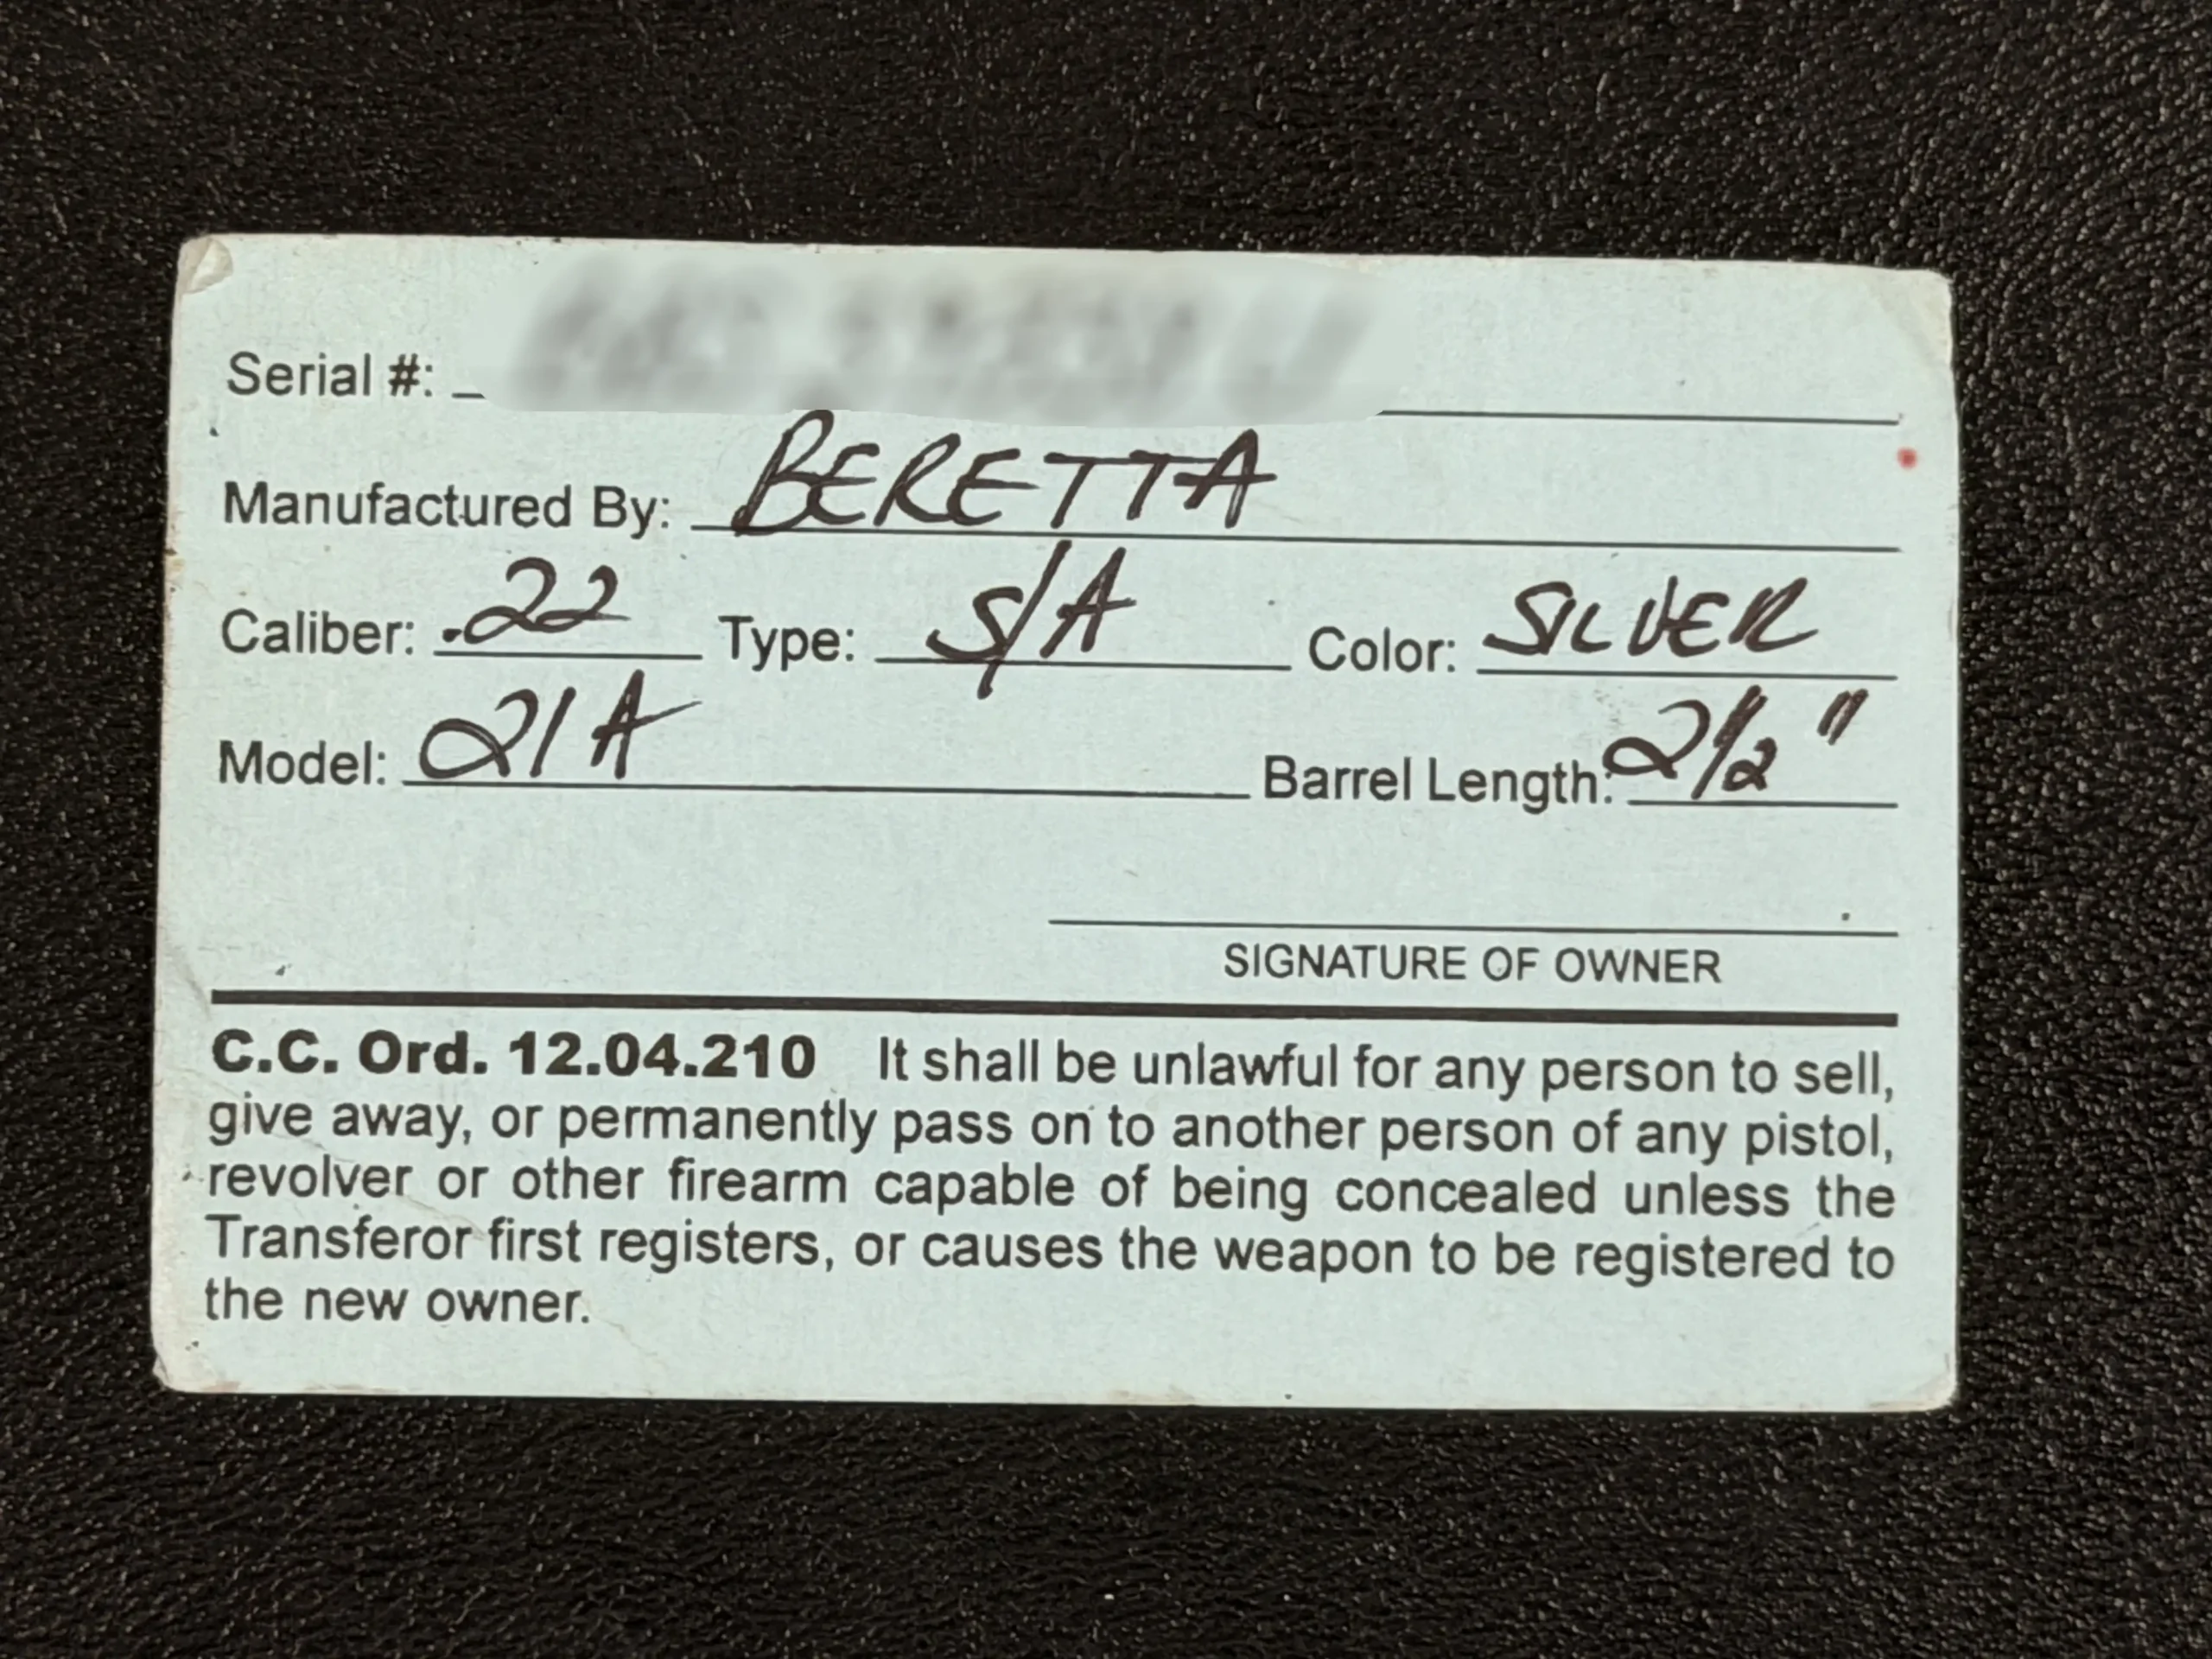 Serial #:
Manufactured By: BERETTA
Caliber: .22 Type: S/A Color: SILVER
Model: 21A Barrel Length: 2 1/2"
SIGNATURE OF OWNER
C.C. Ord. 12.04.210 It shall be unlawful for any person to sell,
give away, or permanently pass on to another person of any pistol,
revolver or other firearm capable of being concealed unless the
Transferor first registers, or causes the weapon to be registered to
the new owner.